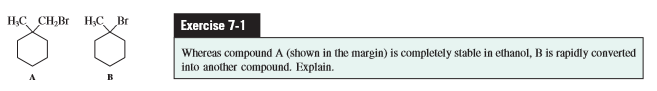 H₃C CH₂Br H₃C Br
A B
Exercise 7-1
Whereas compound A (shown in the margin) is completely stable in ethanol, B is rapidly converted
into another compound. Explain.